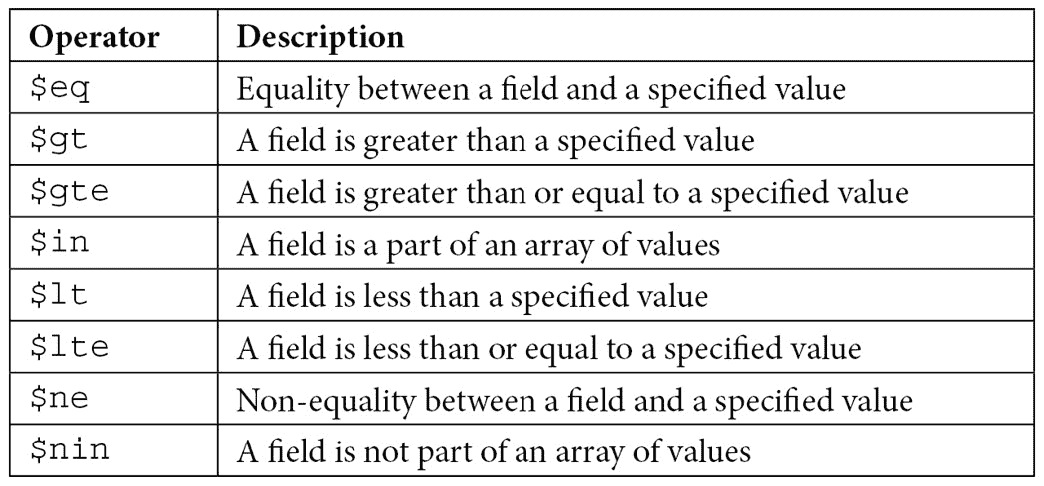 Operator Description
$eq Equality between a field and a specified value
$gt A field is greater than a specified value
$gte A field is greater than or equal to a specified value
$in A field is a part of an array of values
$lt A field is less than a specified value
$lte A field is less than or equal to a specified value
$ne Non-equality between a field and a specified value
$nin A field is not part of an array of values